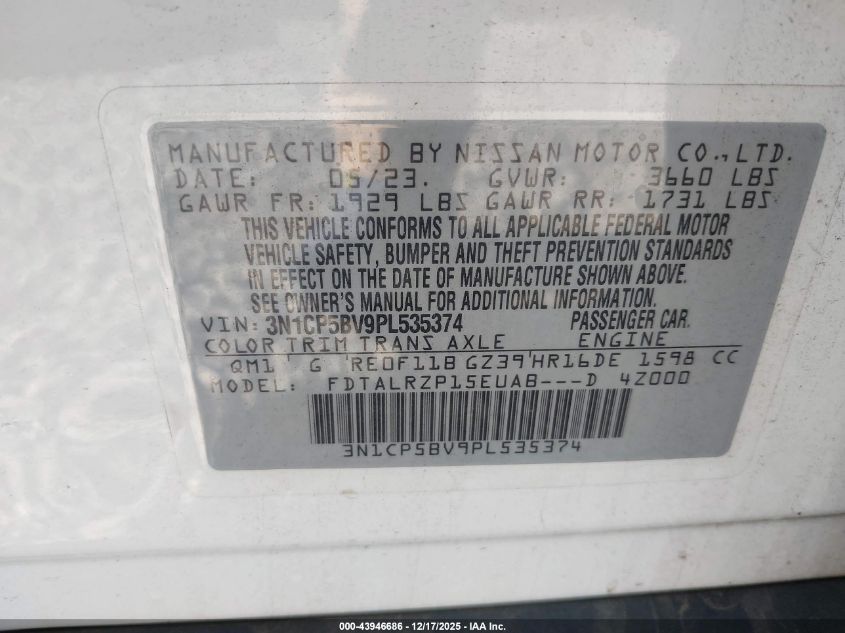 MANUFACTURED BY NISSAN MOTOR CO.,LTD.
DATE: 05/23. GVWR: 3660 LBS
GAWR FR: 1929 LBS GAWR RR: 1731 LBS
THIS VEHICLE CONFORMS TO ALL APPLICABLE FEDERAL MOTOR
VEHICLE SAFETY, BUMPER AND THEFT PREVENTION STANDARDS
IN EFFECT ON THE DATE OF MANUFACTURE SHOWN ABOVE.
SEE OWNER'S MANUAL FOR ADDITIONAL INFORMATION.
VIN: 3N1CP5BV9PL535374 PASSENGER CAR.
COLOR TRIM TRANS AXLE ENGINE
QM1 G RE0F11B GZ39 HR16DE 1598 CC
MODEL: FDTALRZP15EUAB---D 4Z000
3N1CP5BV9PL535374
000-43946686 - 12/17/2025 - IAA Inc.